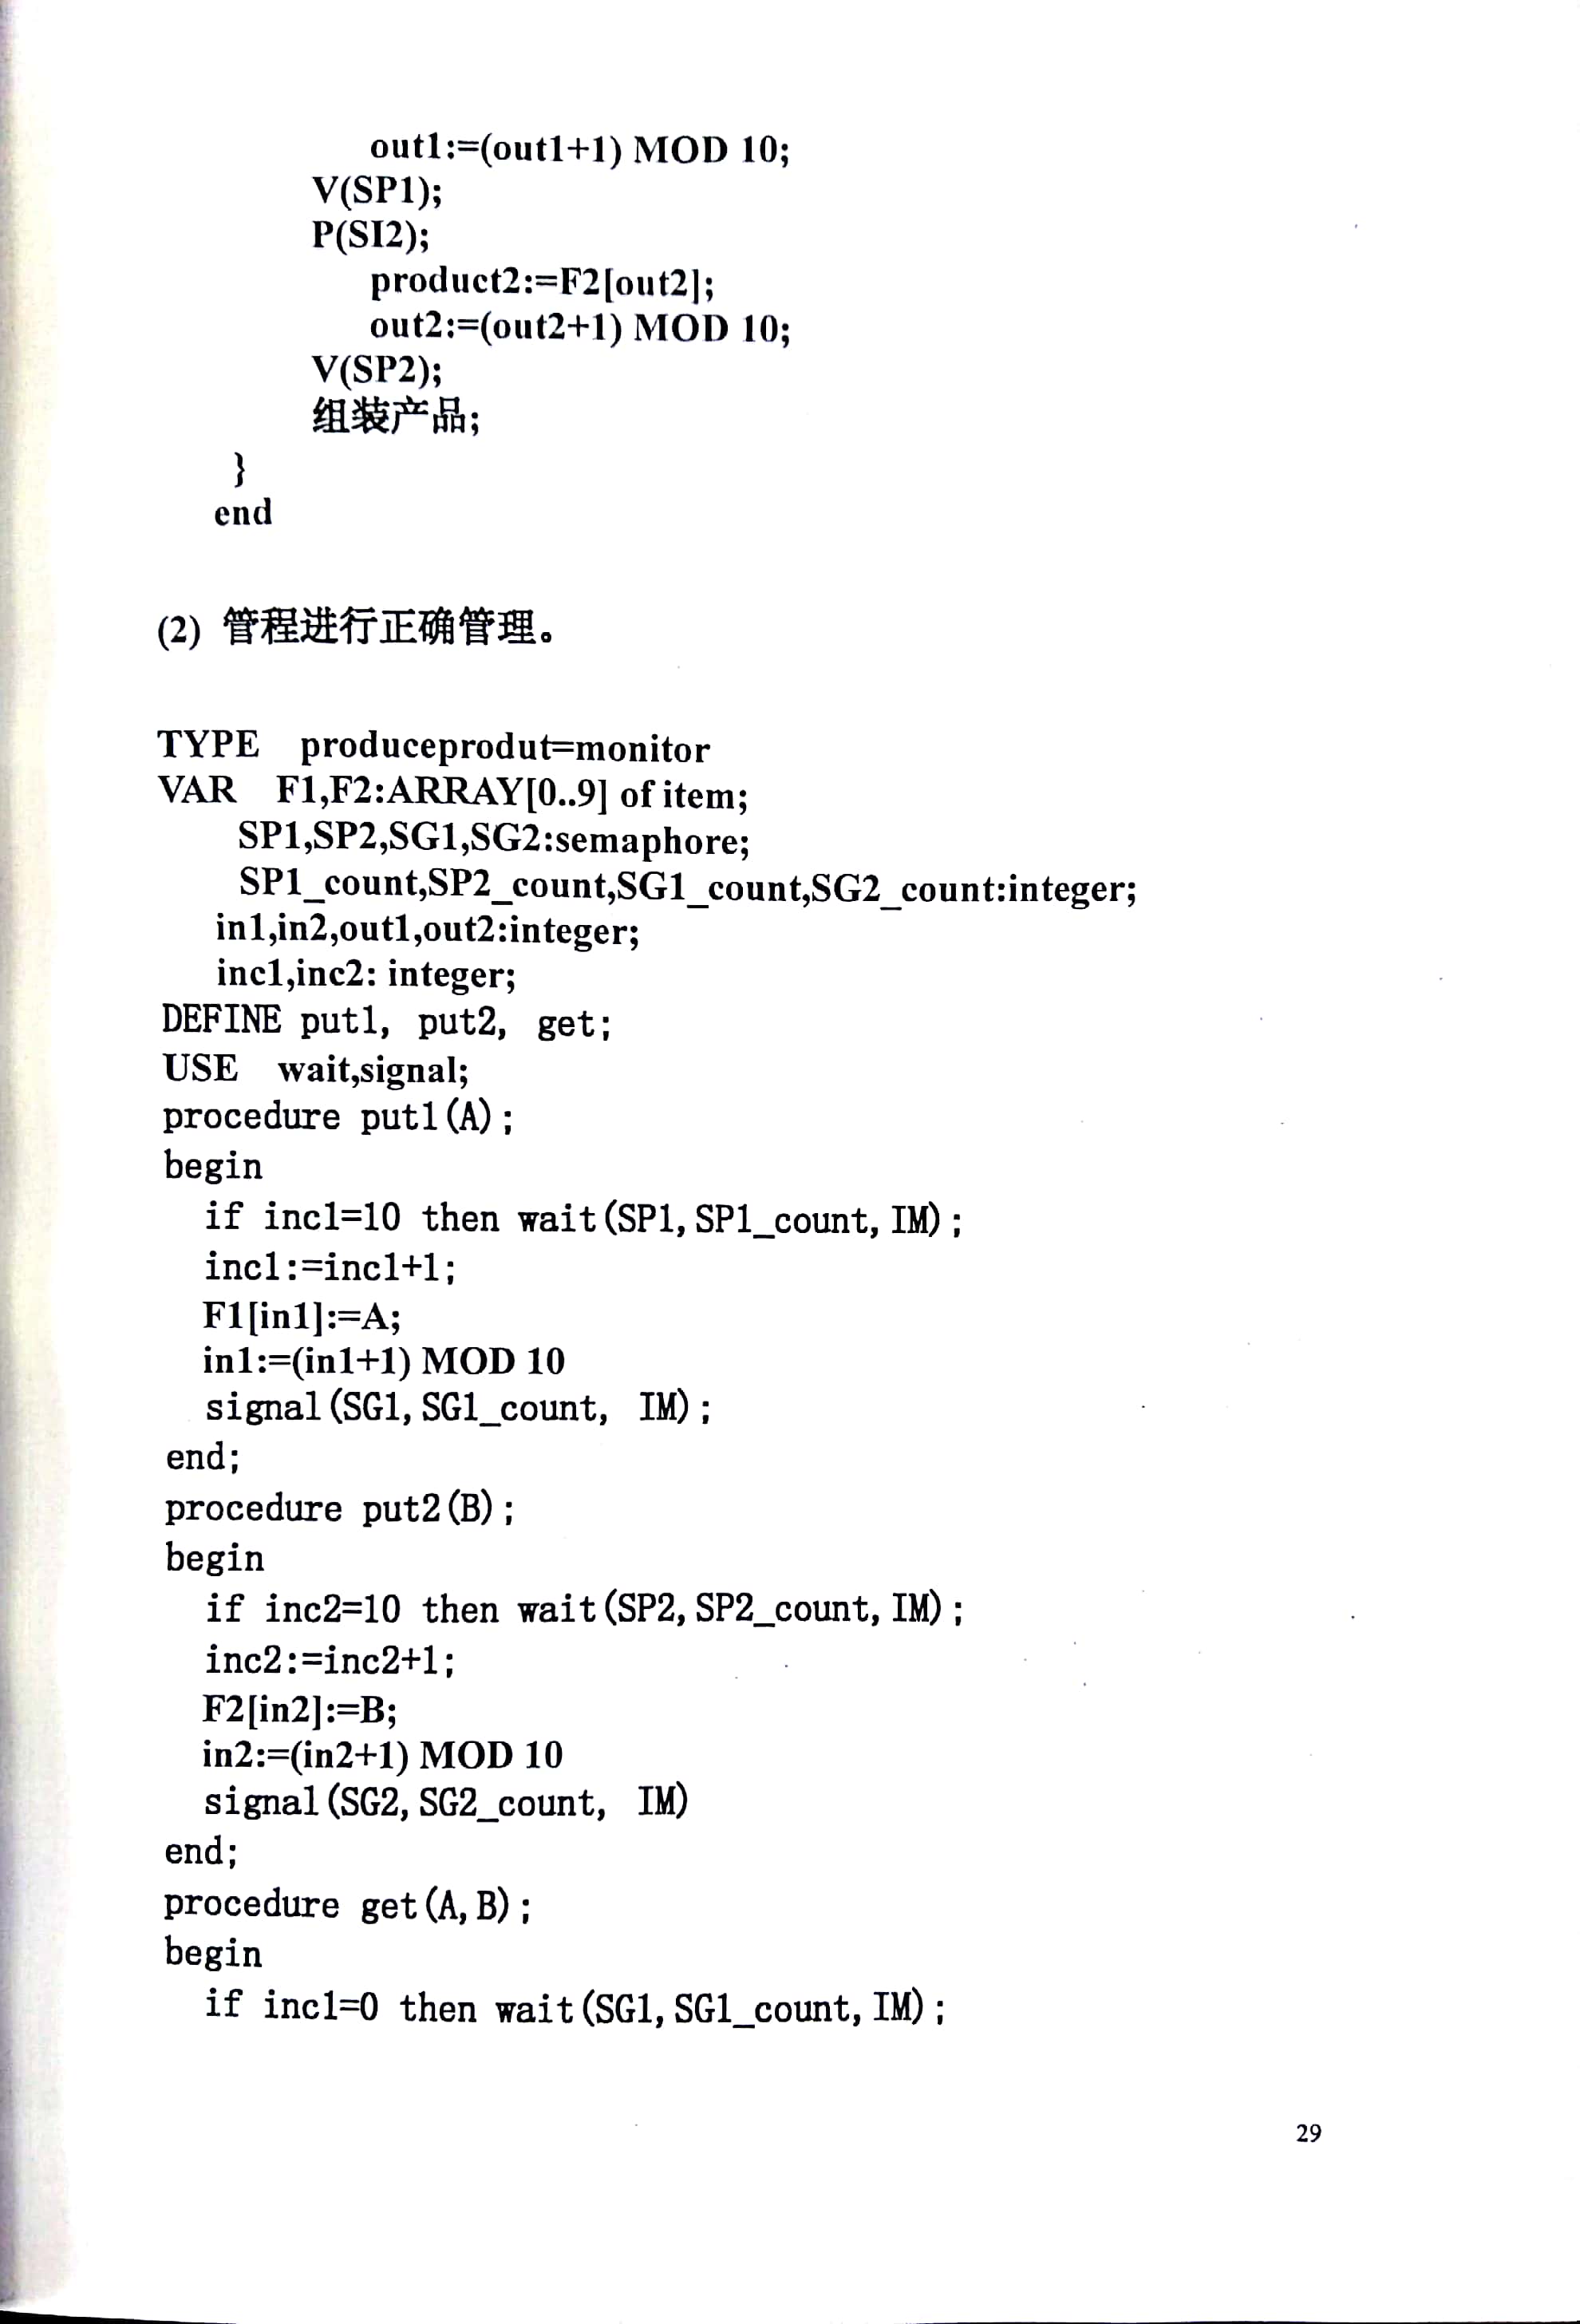 out1:=(out1+1) MOD 10;
V(SP1);
P(SI2);
product2:=F2[out2];
out2:=(out2+1) MOD 10;
V(SP2);
组装产品;
}
end
(2) 管程进行正确管理。
TYPE produceprodut=monitor
VAR F1,F2:ARRAY[0..9] of item;
SP1,SP2,SG1,SG2:semaphore;
SP1_count,SP2_count,SG1_count,SG2_count:integer;
in1,in2,out1,out2:integer;
inc1,inc2: integer;
DEFINE put1, put2, get;
USE wait,signal;
procedure put1(A);
begin
if inc1=10 then wait(SP1,SP1_count,IM);
inc1:=inc1+1;
F1[in1]:=A;
in1:=(in1+1) MOD 10
signal(SG1,SG1_count, IM);
end;
procedure put2(B);
begin
if inc2=10 then wait(SP2,SP2_count,IM);
inc2:=inc2+1;
F2[in2]:=B;
in2:=(in2+1) MOD 10
signal(SG2,SG2_count, IM)
end;
procedure get(A,B);
begin
if inc1=0 then wait(SG1,SG1_count,IM);
29